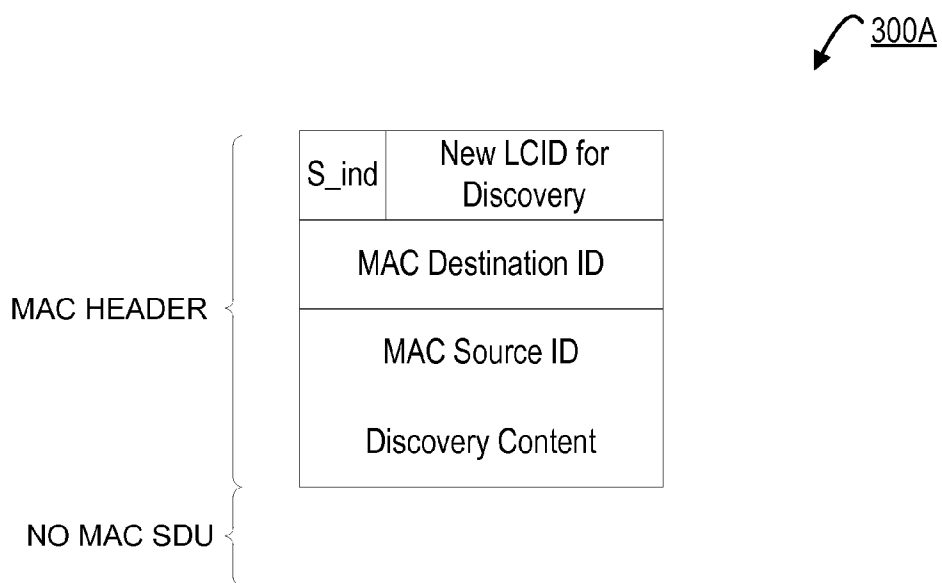 300A
S_ind
New LCID for
Discovery
MAC Destination ID
MAC HEADER
MAC Source ID
Discovery Content
NO MAC SDU